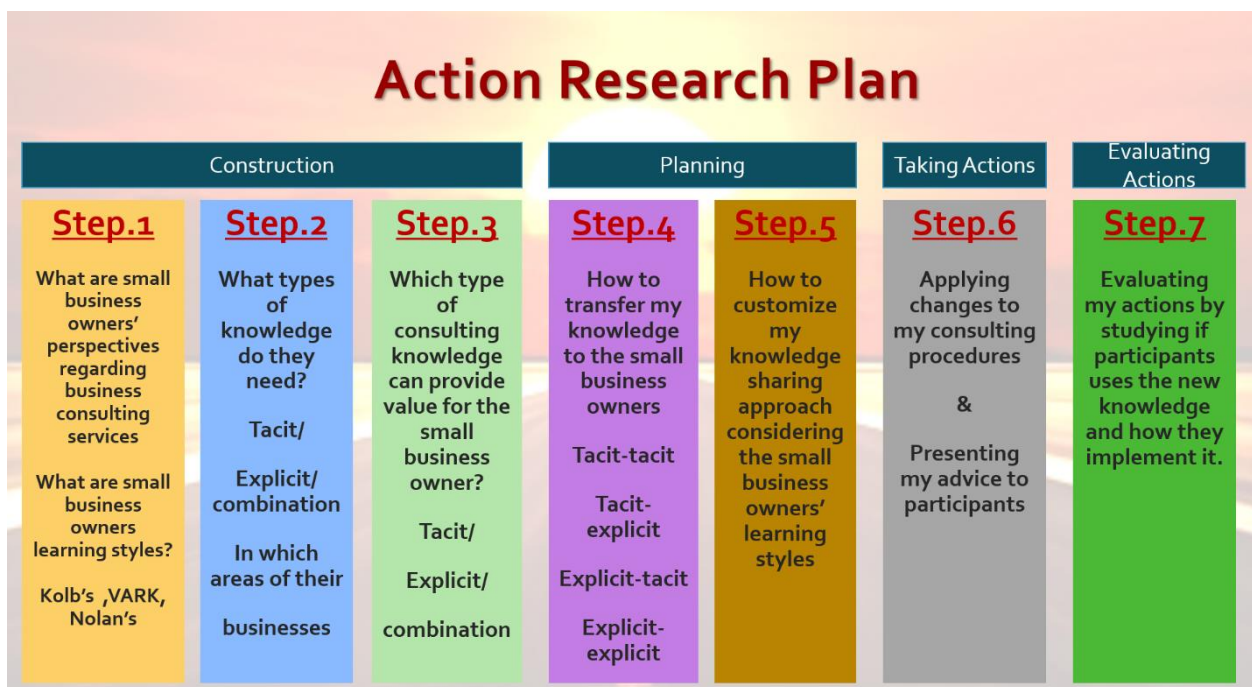 Action Research Plan
Construction
Planning
Taking Actions
Evaluating
Actions
Step.1
What are small
business
owners’
perspectives
regarding
business
consulting
services
What are small
business
owners
learning styles?
Kolb’s ,VARK,
Nolan’s
Step.2
What types
of
knowledge
do they
need?
Tacit/
Explicit/
combination
In which
areas of their
businesses
Step.3
Which type
of
consulting
knowledge
can provide
value for the
small
business
owner?
Tacit/
Explicit/
combination
Step.4
How to
transfer my
knowledge
to the small
business
owners
Tacit-tacit
Tacit-
explicit
Explicit-tacit
Explicit-
explicit
Step.5
How to
customize
my
knowledge
sharing
approach
considering
the small
business
owners’
learning
styles
Step.6
Applying
changes to
my consulting
procedures
&
Presenting
my advice to
participants
Step.7
Evaluating
my actions by
studying if
participants
uses the new
knowledge
and how they
implement it.